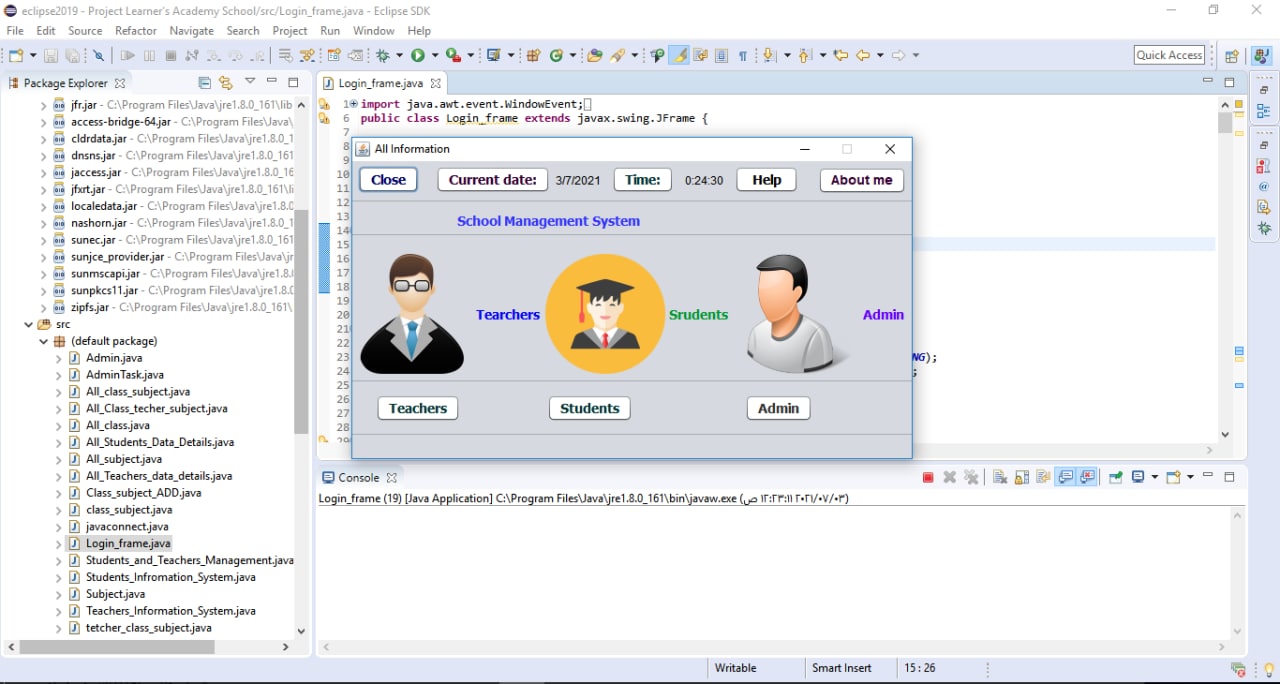 eclipse2019 - Project Learner's Academy School/src/Login_frame.java - Eclipse SDK
File Edit Source Refactor Navigate Search Project Run Window Help
Quick Access
Package Explorer
jfr.jar - C:\Program Files\Java\jre1.8.0_161\lib
access-bridge-64.jar - C:\Program Files\Java\
cldrdata.jar - C:\Program Files\Java\jre1.8.0_1
dnsns.jar - C:\Program Files\Java\jre1.8.0_161
jaccess.jar - C:\Program Files\Java\jre1.8.0_16
jfxrt.jar - C:\Program Files\Java\jre1.8.0_161\li
localedata.jar - C:\Program Files\Java\jre1.8.0
nashorn.jar - C:\Program Files\Java\jre1.8.0_1
sunec.jar - C:\Program Files\Java\jre1.8.0_161
sunjce_provider.jar - C:\Program Files\Java\jr
sunmscapi.jar - C:\Program Files\Java\jre1.8.(
sunpkcs11.jar - C:\Program Files\Java\jre1.8.(
zipfs.jar - C:\Program Files\Java\jre1.8.0_161\
src
(default package)
Admin.java
AdminTask.java
All_class_subject.java
All_Class_techer_subject.java
All_class.java
All_Students_Data_Details.java
All_subject.java
All_Teachers_data_details.java
Class_subject_ADD.java
class_subject.java
javaconnect.java
Login_frame.java
Students_and_Teachers_Management.java
Students_Infromation_System.java
Subject.java
Teachers_Information_System.java
tetcher_class_subject.java
Login_frame.java
1 import java.awt.event.WindowEvent;
6 public class Login_frame extends javax.swing.JFrame {
7
8
9
10
11
12
13
14
15
16
17
18
19
20
21
22
23 NG);
24 ;
25
26
27
28
29
All Information
Close Current date: 3/7/2021 Time: 0:24:30 Help About me
School Management System
Tearchers Srudents Admin
Teachers Students Admin
Console
Login_frame (19) [Java Application] C:\Program Files\Java\jre1.8.0_161\bin\javaw.exe (٢٠٢١/٠٧/٠٣ ١٢:٢٣:١١ ص)
Writable Smart Insert 15 : 26